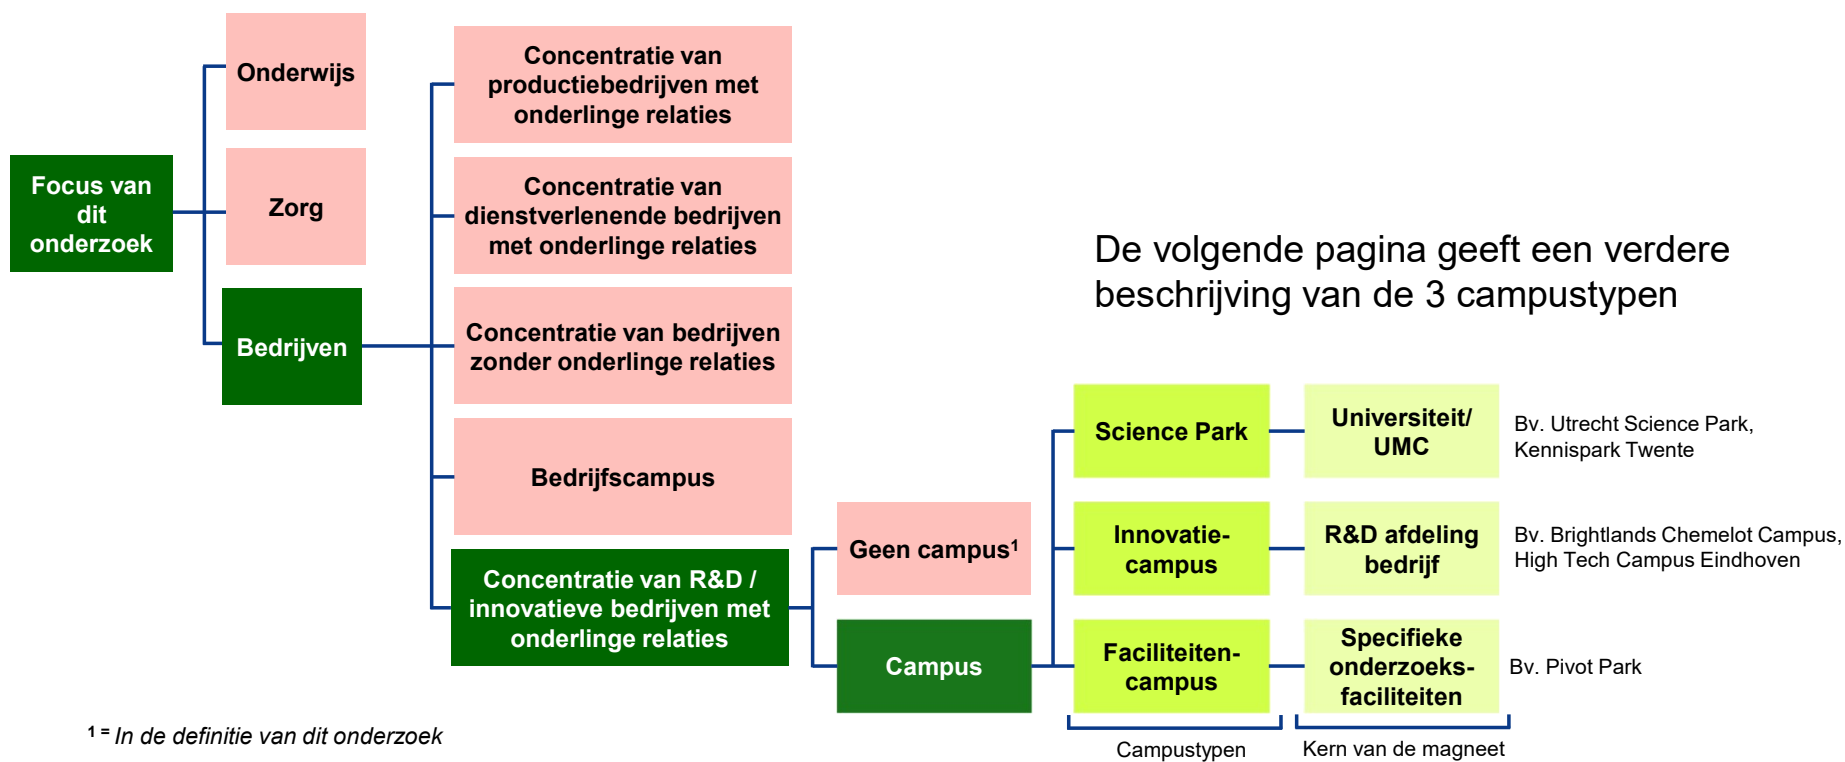 Focus van
dit
onderzoek
Onderwijs
Zorg
Bedrijven
Concentratie van
productiebedrijven met
onderlinge relaties
Concentratie van
dienstverlenende bedrijven
met onderlinge relaties
Concentratie van bedrijven
zonder onderlinge relaties
Bedrijfscampus
Concentratie van R&D /
innovatieve bedrijven met
onderlinge relaties
Geen campus¹
Campus
De volgende pagina geeft een verdere
beschrijving van de 3 campustypen
Science Park
Universiteit/
UMC
Bv. Utrecht Science Park,
Kennispark Twente
Innovatie-
campus
R&D afdeling
bedrijf
Bv. Brightlands Chemelot Campus,
High Tech Campus Eindhoven
Faciliteiten-
campus
Specifieke
onderzoeks-
faciliteiten
Bv. Pivot Park
Campustypen
Kern van de magneet
¹ = In de definitie van dit onderzoek